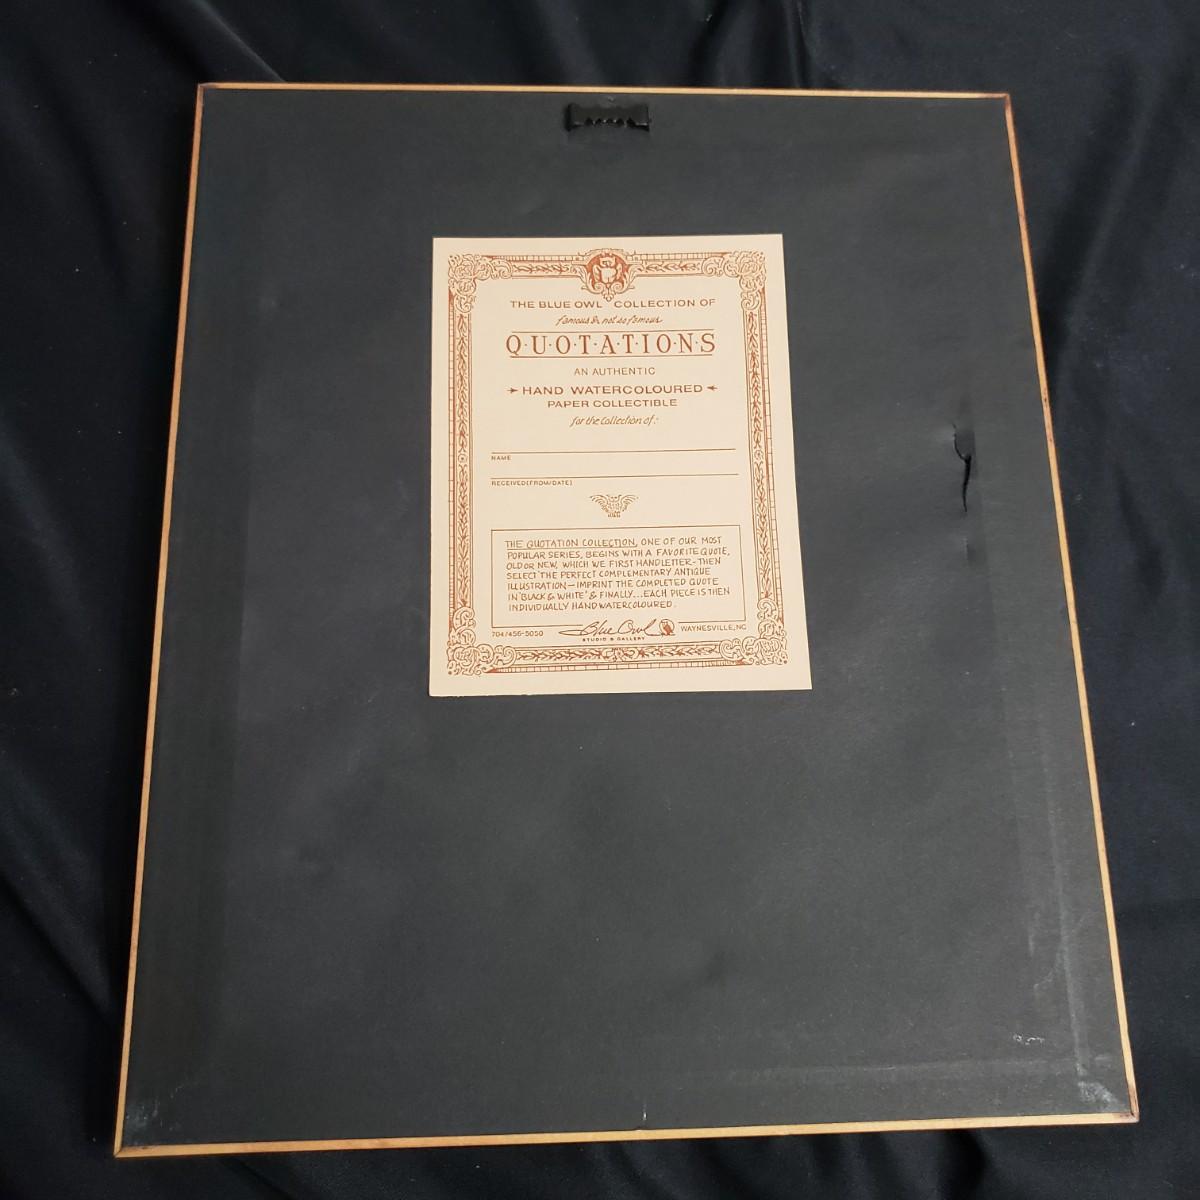 THE BLUE OWL COLLECTION OF
famous & not so famous
Q·U·O·T·A·T·I·O·N·S
AN AUTHENTIC
HAND WATERCOLOURED
PAPER COLLECTIBLE
for the Collection of:
NAME
RECEIVED (FROM/DATE)
THE QUOTATION COLLECTION, ONE OF OUR MOST
POPULAR SERIES, BEGINS WITH A FAVORITE QUOTE,
OLD OR NEW, WHICH WE FIRST HANDLETTER-THEN
SELECT THE PERFECT COMPLEMENTARY ANTIQUE
ILLUSTRATION—IMPRINT THE COMPLETED QUOTE
IN 'BLACK & WHITE' & FINALLY...EACH PIECE IS THEN
INDIVIDUALLY HANDWATERCOLOURED.
704/456-5050 Blue Owl WAYNESVILLE, NC
STUDIO & GALLERY